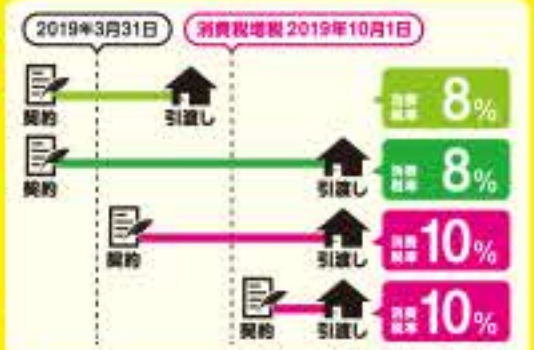 2019年3月31日
消費税増税 2019年10月1日
契約
引渡し
消費
税率
8%
契約
引渡し
消費
税率
8%
契約
引渡し
消費
税率
10%
契約
引渡し
消費
税率
10%